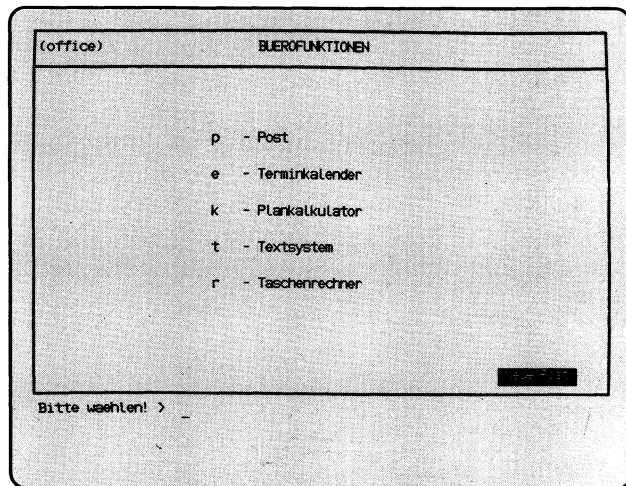 (office) BUEROFUNKTIONEN
p - Post
e - Terminkalender
k - Plankalkulator
t - Textsystem
r - Taschenrechner
Bitte waehlen! > _